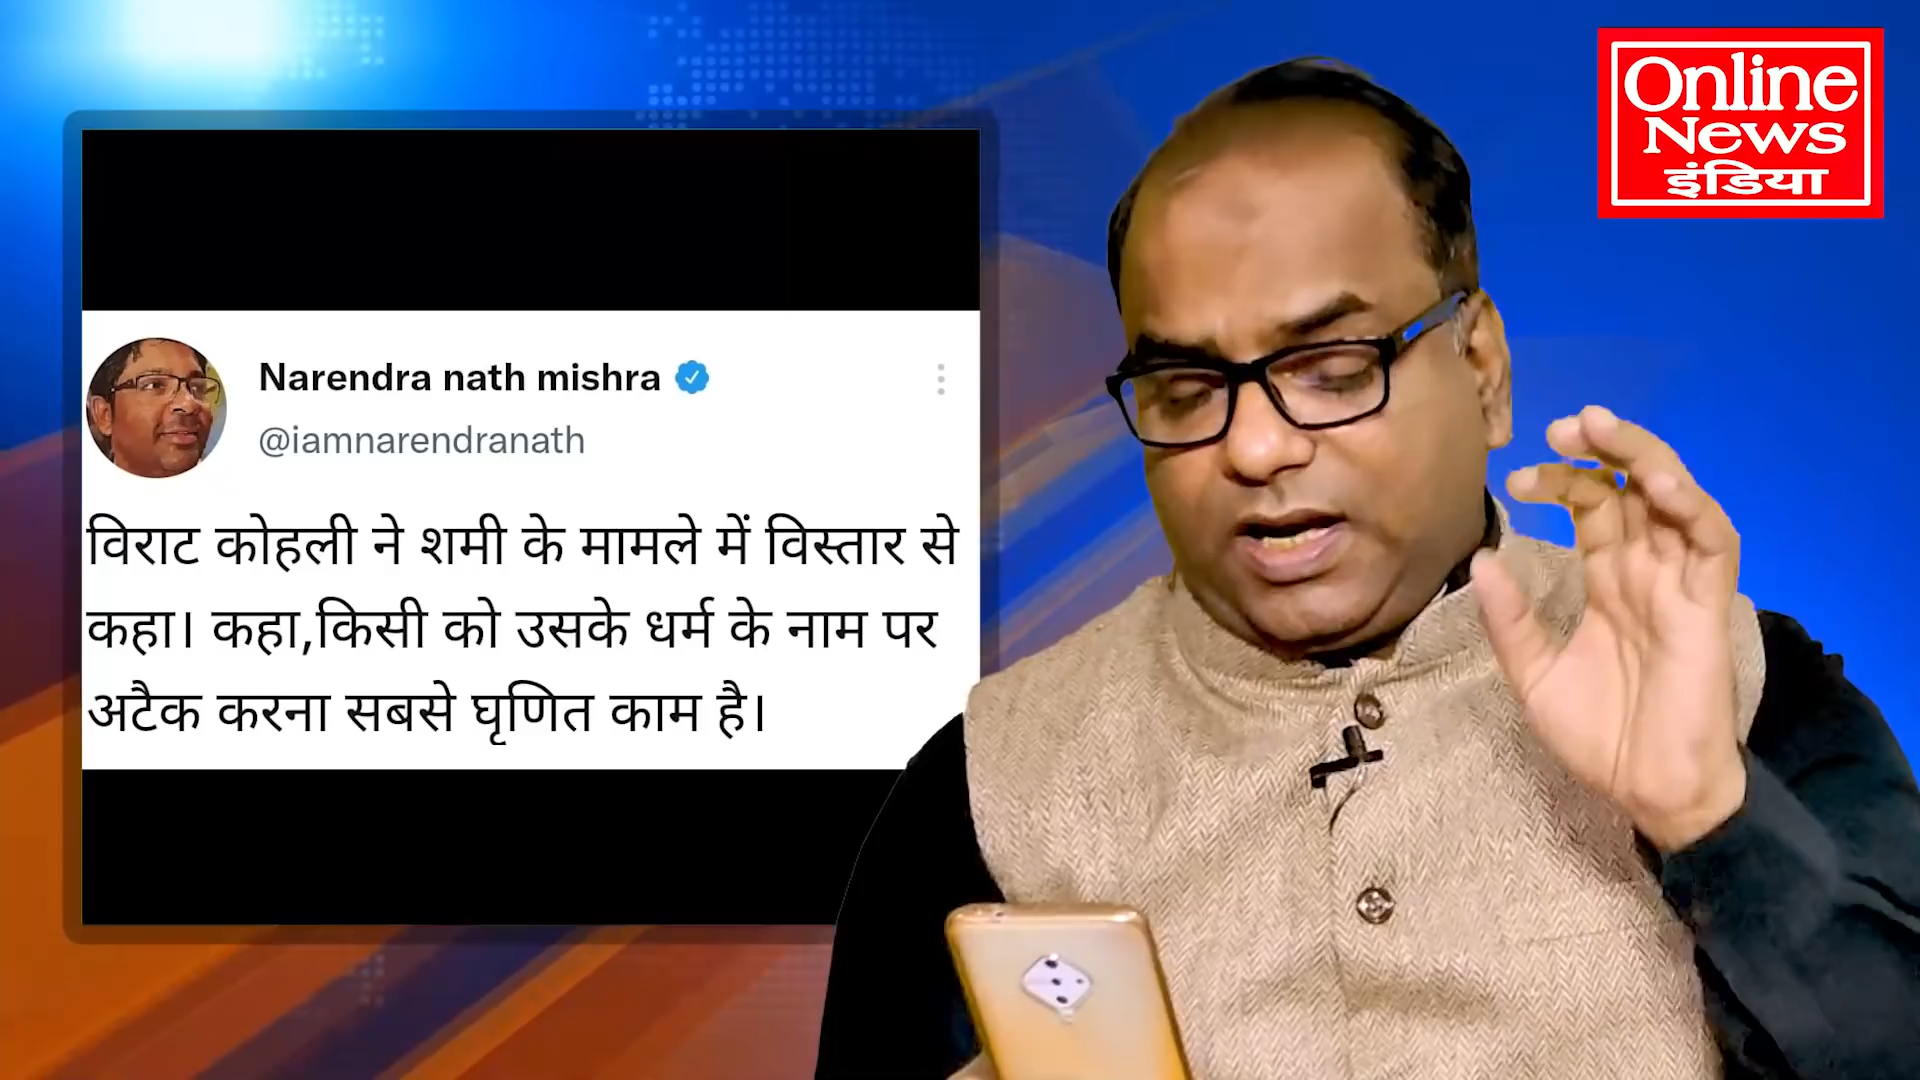 Narendra nath mishra
@iamnarendranath
विराट कोहली ने शमी के मामले में विस्तार से
कहा। कहा,किसी को उसके धर्म के नाम पर
अटैक करना सबसे घृणित काम है।
Online
News
इंडिया